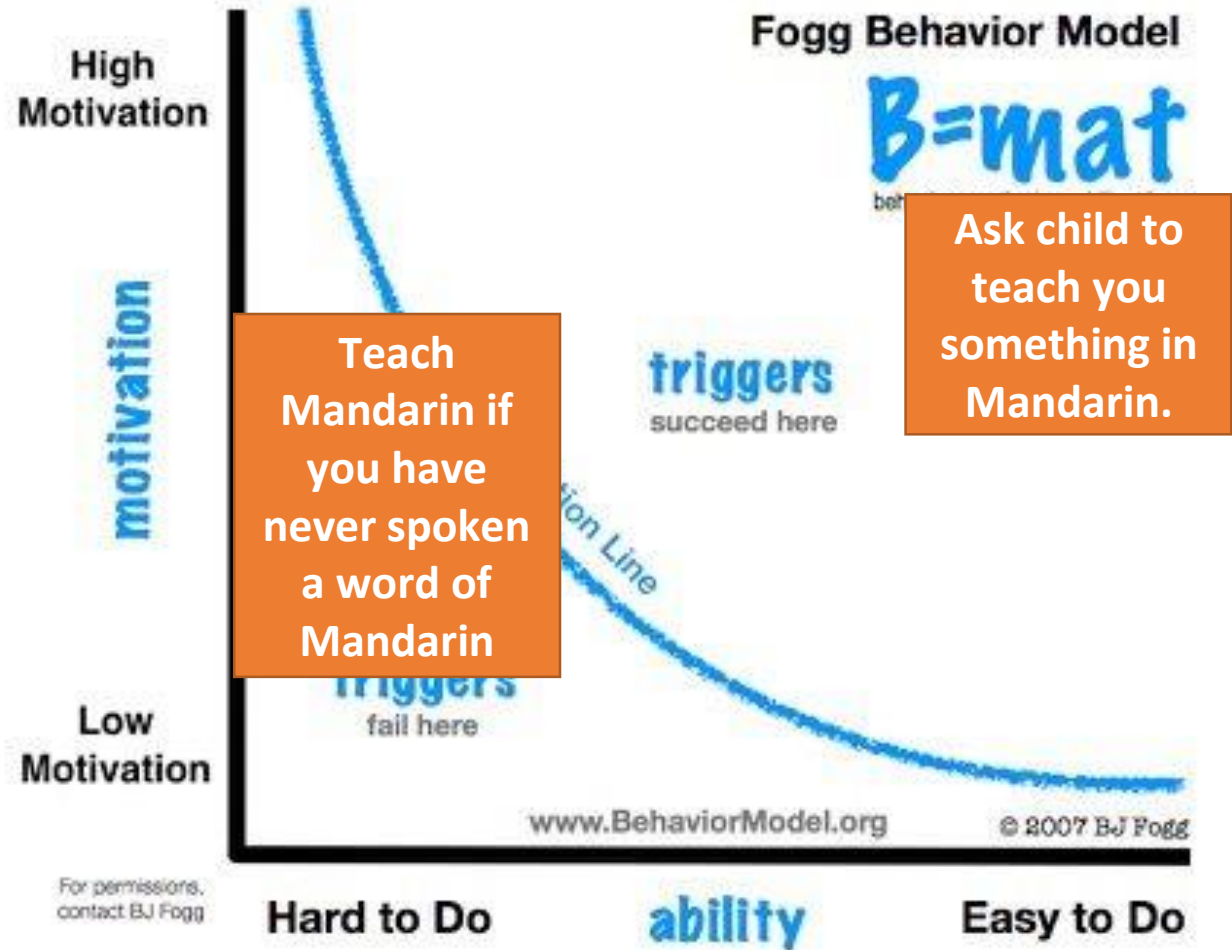 Fogg Behavior Model
B=mat
High
Motivation
motivation
Ask child to
teach you
something in
Mandarin.
Teach
Mandarin if
you have
never spoken
a word of
Mandarin
triggers
succeed here
Line
triggers
fail here
Low
Motivation
www.BehaviorModel.org
© 2007 BJ Fogg
For permissions,
contact BJ Fogg
Hard to Do
ability
Easy to Do